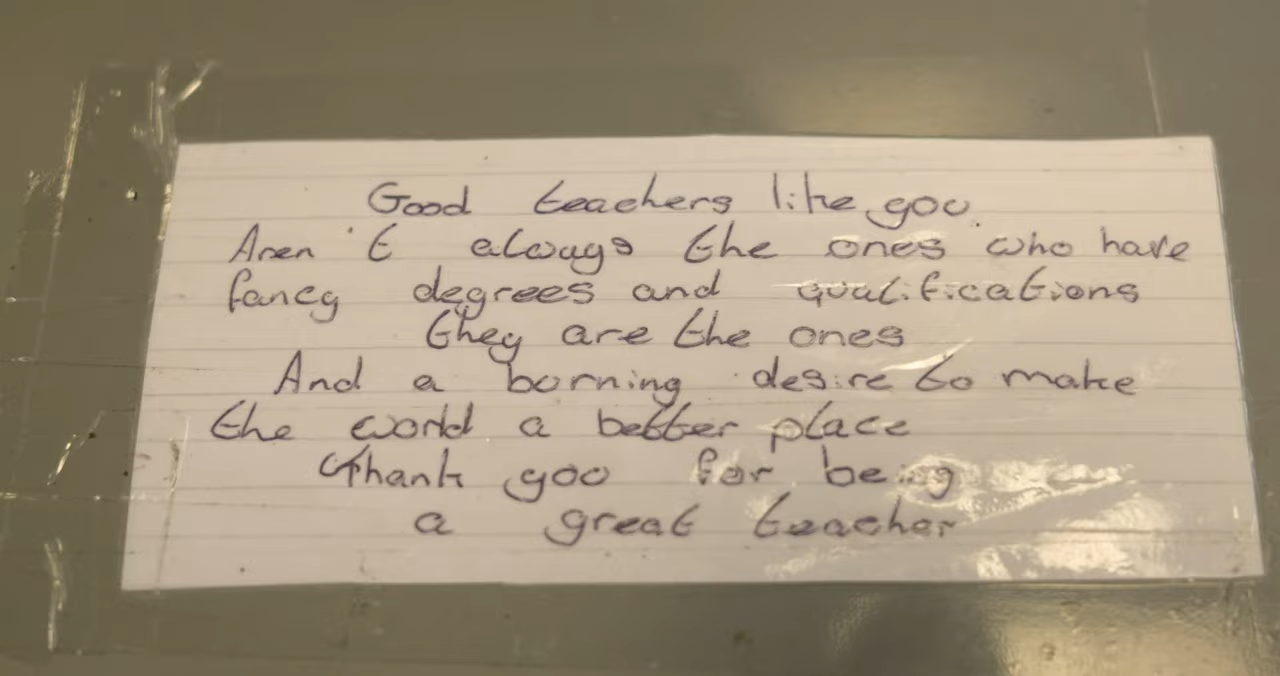 Good teachers like you
Aren't always the ones who have
fancy degrees and qualifications
they are the ones
And a burning desire to make
the world a better place
Thank you for being
a great teacher